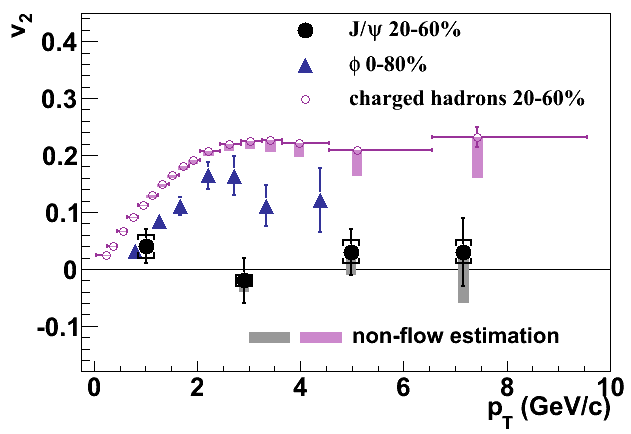 v2
0.4
0.3
0.2
0.1
0
-0.1
J/ψ 20-60%
ϕ 0-80%
charged hadrons 20-60%
non-flow estimation
0 2 4 6 8 10
pT (GeV/c)